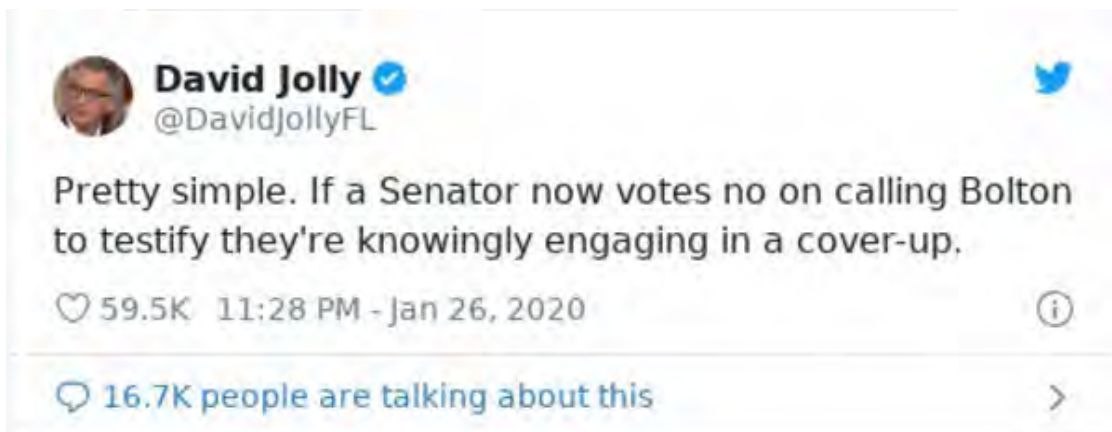 David Jolly
@DavidJollyFL
Pretty simple. If a Senator now votes no on calling Bolton
to testify they're knowingly engaging in a cover-up.
59.5K 11:28 PM - Jan 26, 2020
16.7K people are talking about this